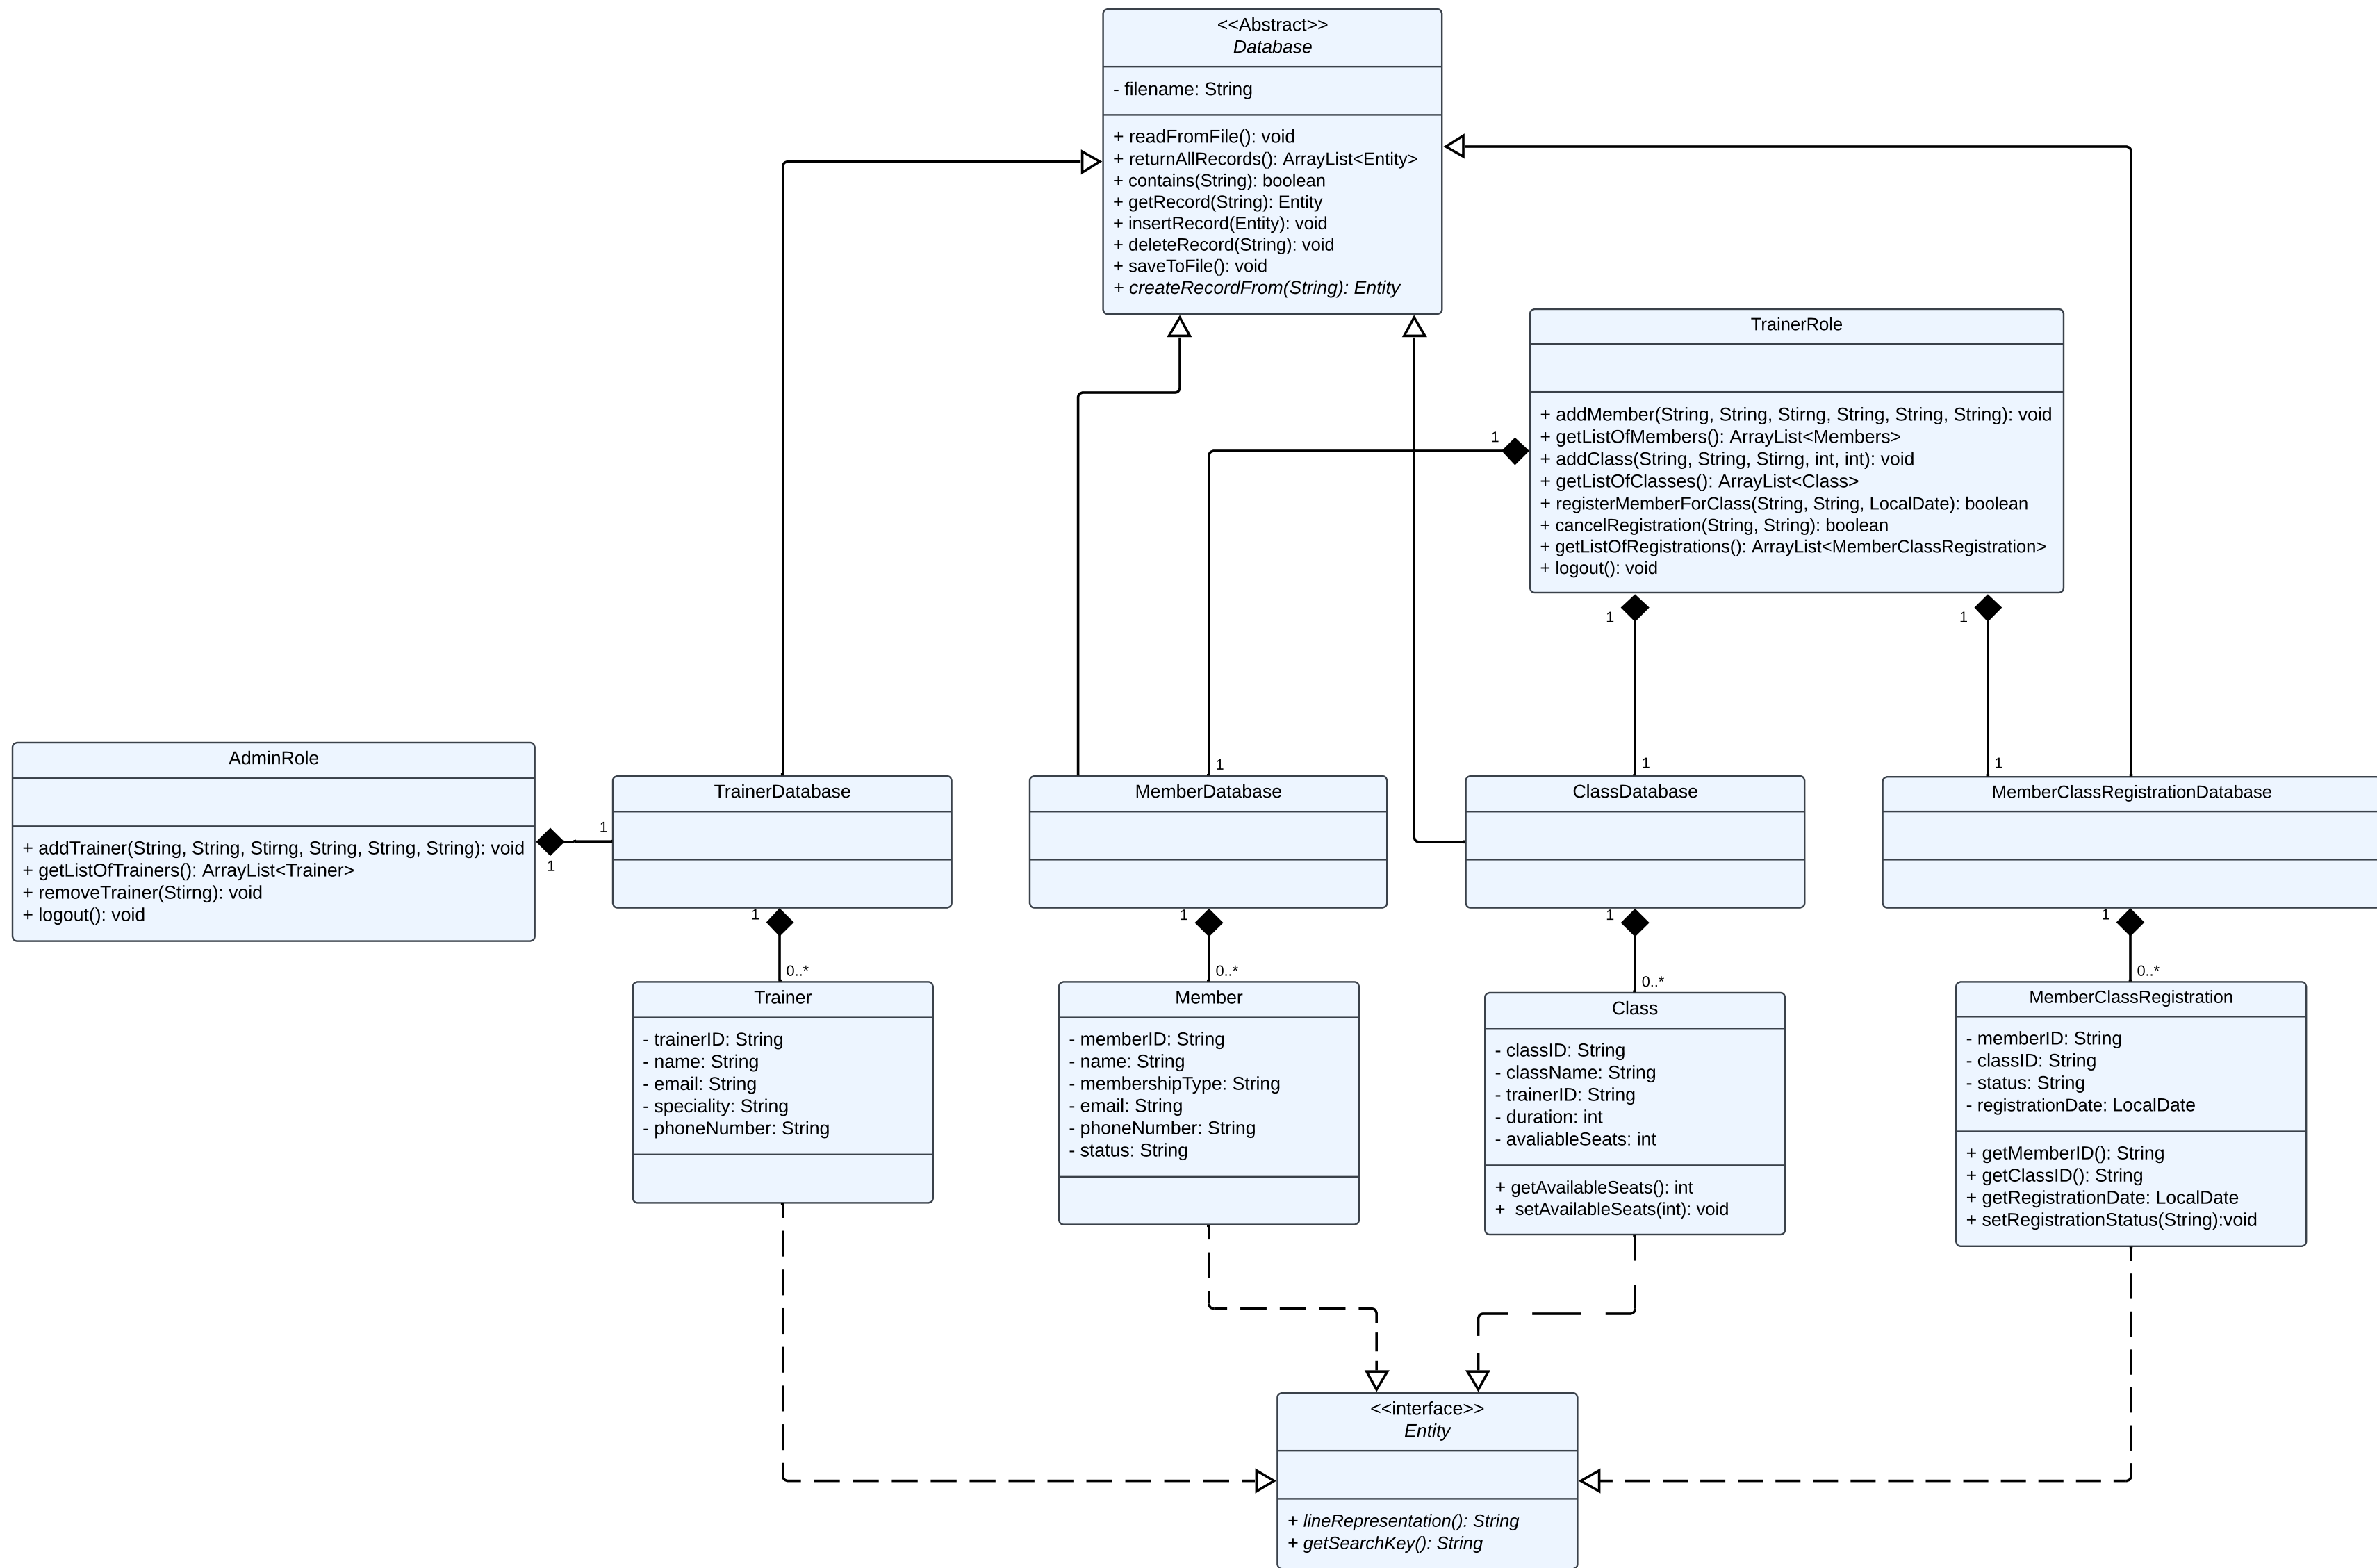 <<Abstract>>
Database
- filename: String
+ readFromFile(): void
+ returnAllRecords(): ArrayList<Entity>
+ contains(String): boolean
+ getRecord(String): Entity
+ insertRecord(Entity): void
+ deleteRecord(String): void
+ saveToFile(): void
+ createRecordFrom(String): Entity
TrainerRole
+ addMember(String, String, Stirng, String, String, String): void
+ getListOfMembers(): ArrayList<Members>
+ addClass(String, String, Stirng, int, int): void
+ getListOfClasses(): ArrayList<Class>
+ registerMemberForClass(String, String, LocalDate): boolean
+ cancelRegistration(String, String): boolean
+ getListOfRegistrations(): ArrayList<MemberClassRegistration>
+ logout(): void
1
1
1
1
1
1
AdminRole
+ addTrainer(String, String, Stirng, String, String, String): void
+ getListOfTrainers(): ArrayList<Trainer>
+ removeTrainer(Stirng): void
+ logout(): void
1
1
TrainerDatabase
MemberDatabase
ClassDatabase
MemberClassRegistrationDatabase
1
0..*
1
0..*
1
0..*
1
0..*
Trainer
- trainerID: String
- name: String
- email: String
- speciality: String
- phoneNumber: String
Member
- memberID: String
- name: String
- membershipType: String
- email: String
- phoneNumber: String
- status: String
Class
- classID: String
- className: String
- trainerID: String
- duration: int
- avaliableSeats: int
+ getAvailableSeats(): int
+  setAvailableSeats(int): void
MemberClassRegistration
- memberID: String
- classID: String
- status: String
- registrationDate: LocalDate
+ getMemberID(): String
+ getClassID(): String
+ getRegistrationDate: LocalDate
+ setRegistrationStatus(String):void
<<interface>>
Entity
+ lineRepresentation(): String
+ getSearchKey(): String